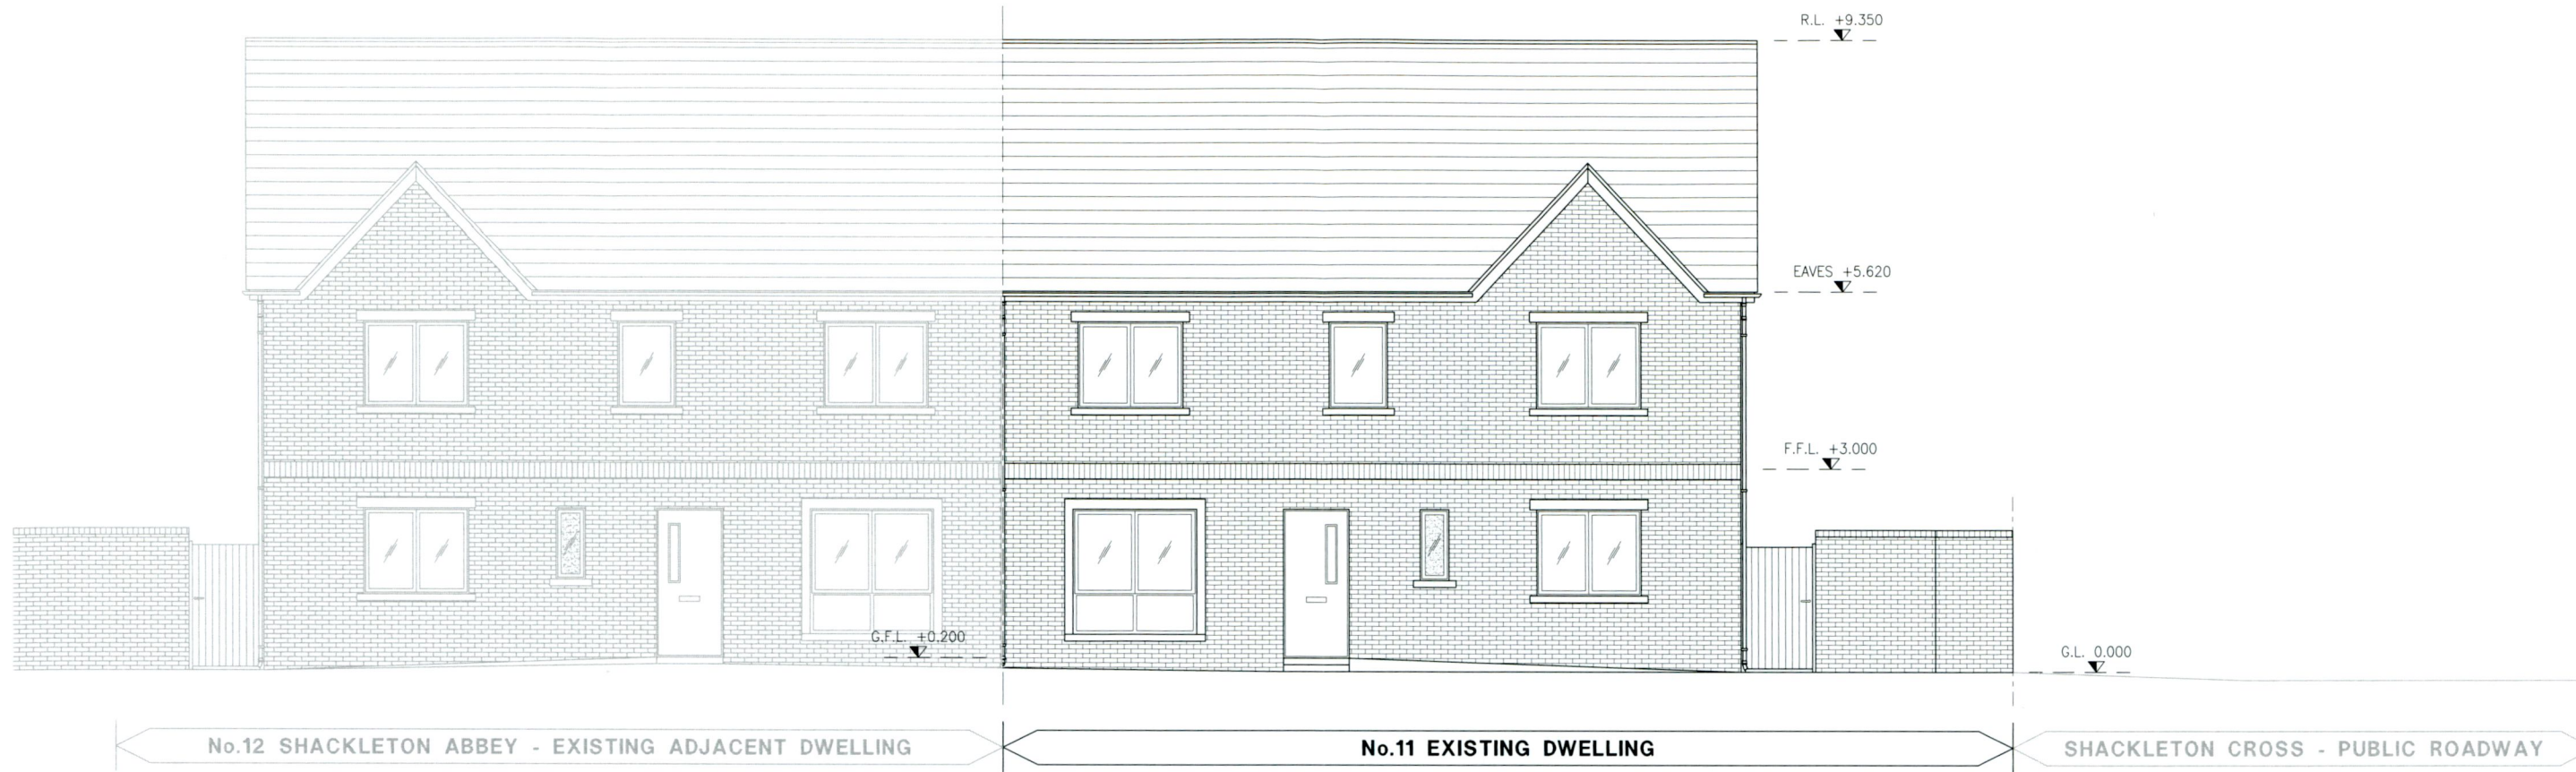 R.L. +9.350
EAVES +5.620
F.F.L. +3.000
G.F.L. +0.200
G.L. 0.000
No.12 SHACKLETON ABBEY - EXISTING ADJACENT DWELLING
No.11 EXISTING DWELLING
SHACKLETON CROSS - PUBLIC ROADWAY